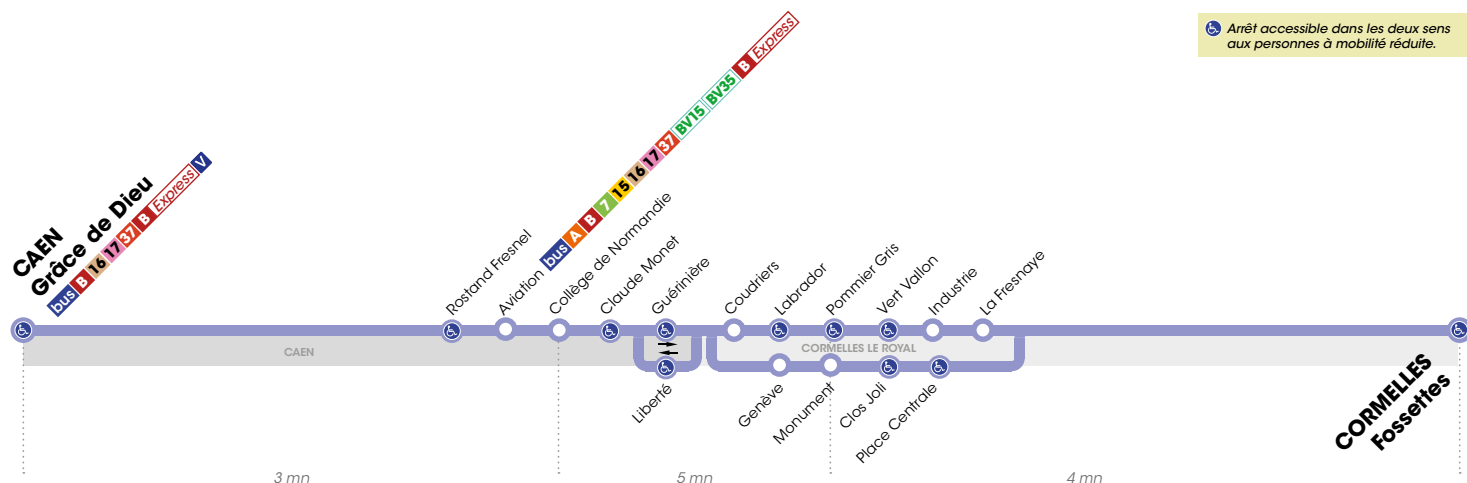 Arrêt accessible dans les deux sens
aux personnes à mobilité réduite.
CAEN
Grâce de Dieu
bus B 16 17 37 B Express V
Rostand Fresnel
Aviation
bus A B 7 15 16 17 37 BV15 BV35 B Express
Collège de Normandie
Claude Monet
Guérinière
Coudriers
Labrador
Pommier Gris
Vert Vallon
Industrie
La Fresnaye
CAEN
CORMELLES LE ROYAL
Liberté
Genève
Monument
Clos Joli
Place Centrale
CORMELLES
Fossettes
3 mn
5 mn
4 mn